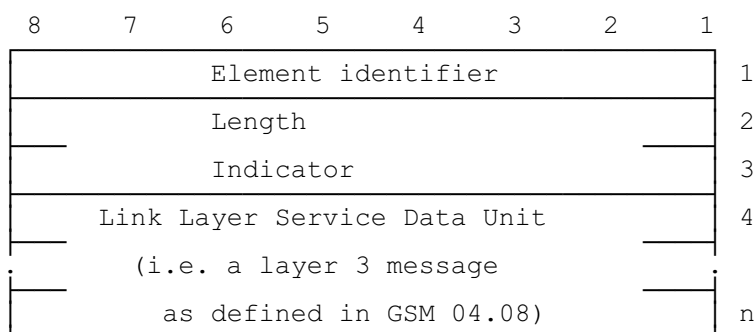 8 7 6 5 4 3 2 1
Element identifier 1
Length 2
Indicator 3
Link Layer Service Data Unit 4
(i.e. a layer 3 message
as defined in GSM 04.08) n